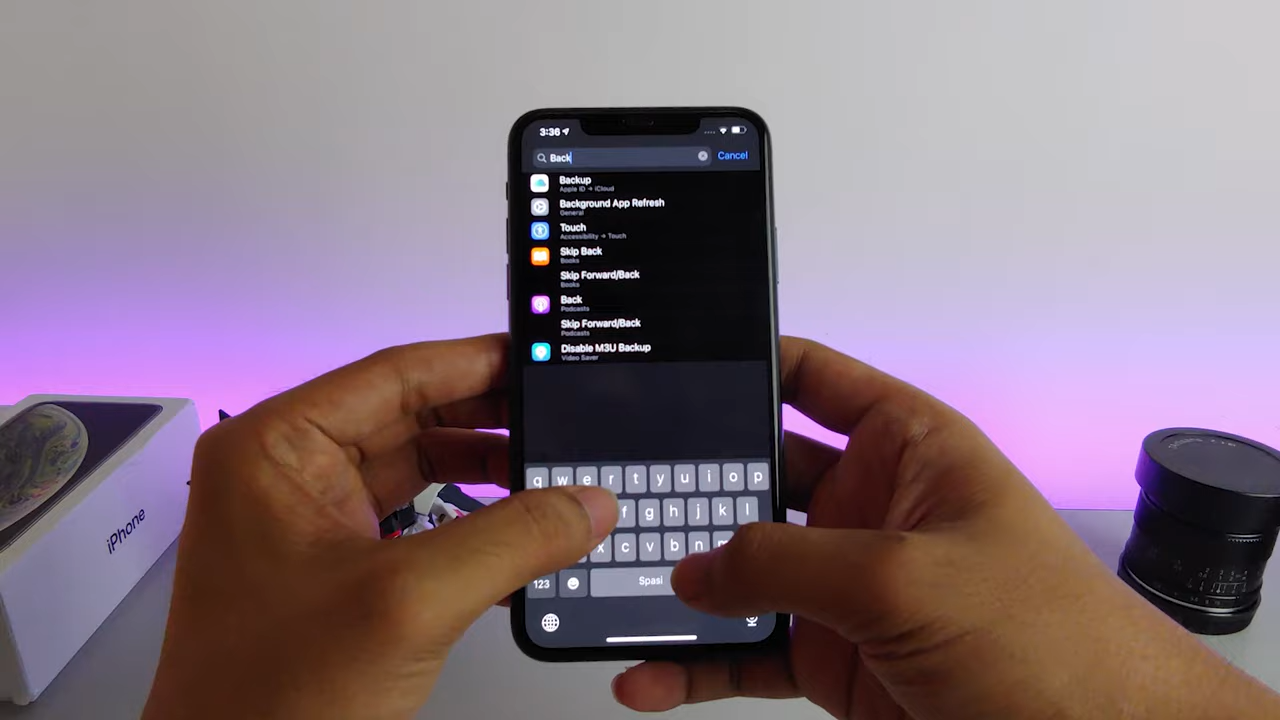 3:36
Back
Cancel
Backup
Apple ID → iCloud
Background App Refresh
General
Touch
Accessibility → Touch
Skip Back
Books
Skip Forward/Back
Books
Back
Podcasts
Skip Forward/Back
Podcasts
Disable M3U Backup
Video Saver
q w e r t y u i o p
f g h j k l
x c v b n m
123
Spasi
iPhone